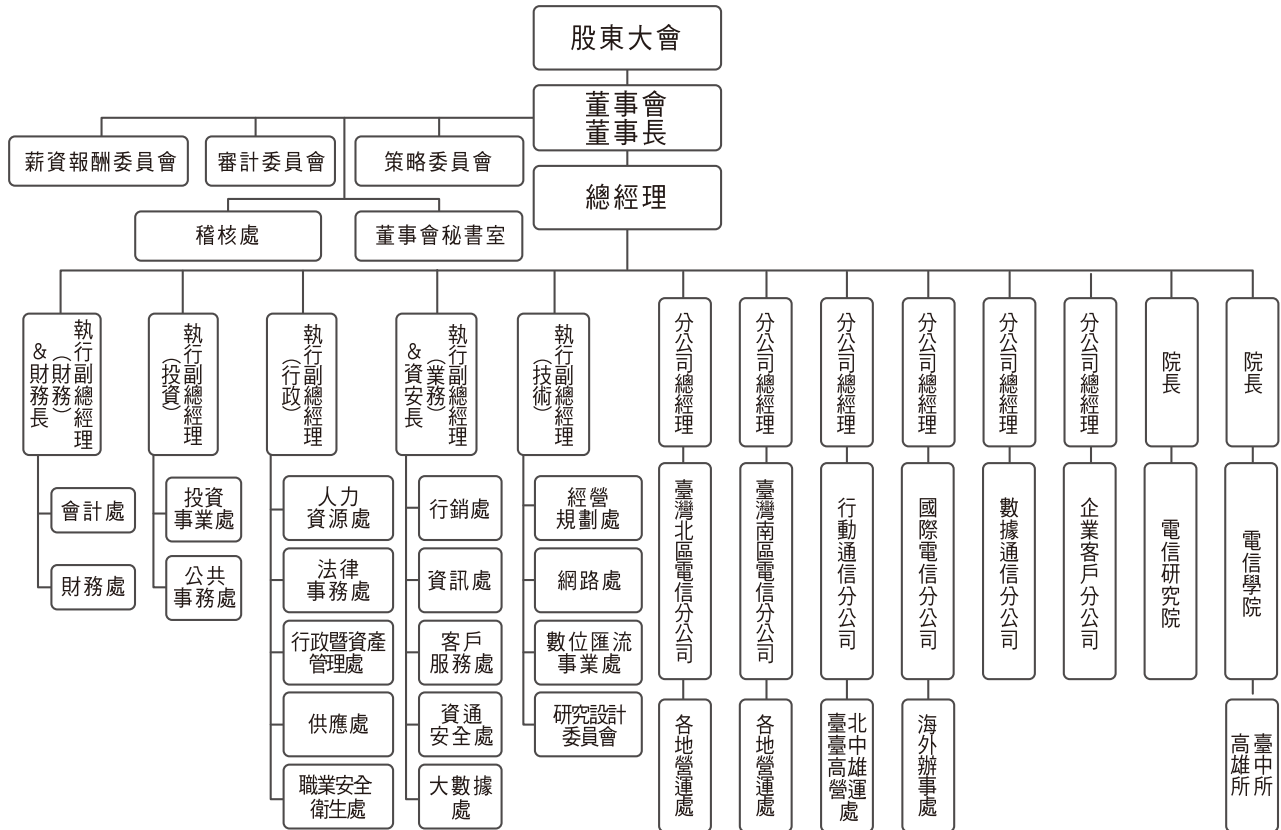 股東大會
董事會
董事長
薪資報酬委員會
審計委員會
策略委員會
總經理
稽核處
董事會秘書室
執行副總經理
（財務）
&財務長
執行副總經理
（投資）
執行副總經理
（行政）
執行副總經理
（業務）
&資安長
執行副總經理
（技術）
分公司總經理
分公司總經理
分公司總經理
分公司總經理
分公司總經理
分公司總經理
院長
院長
會計處
財務處
投資
事業處
公共
事務處
人力
資源處
法律
事務處
行政暨資產
管理處
供應處
職業安全
衛生處
行銷處
資訊處
客戶
服務處
資通
安全處
大數據
處
經營
規劃處
網路處
數位匯流
事業處
研究設計
委員會
臺灣北區電信分公司
臺灣南區電信分公司
行動通信分公司
國際電信分公司
數據通信分公司
企業客戶分公司
電信研究院
電信學院
各地營運處
各地營運處
北中雄運處
臺臺高營
海外辦事處
臺中所
高雄所